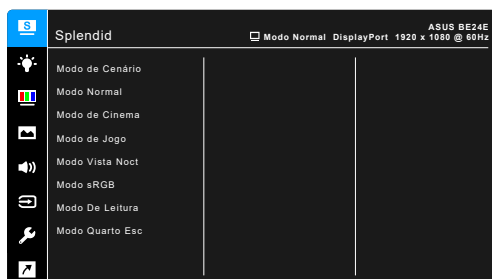 S
Splendid
ASUS BE24E
Modo Normal DisplayPort 1920 x 1080 @ 60Hz
Modo de Cenário
Modo Normal
Modo de Cinema
Modo de Jogo
Modo Vista Noct
Modo sRGB
Modo De Leitura
Modo Quarto Esc